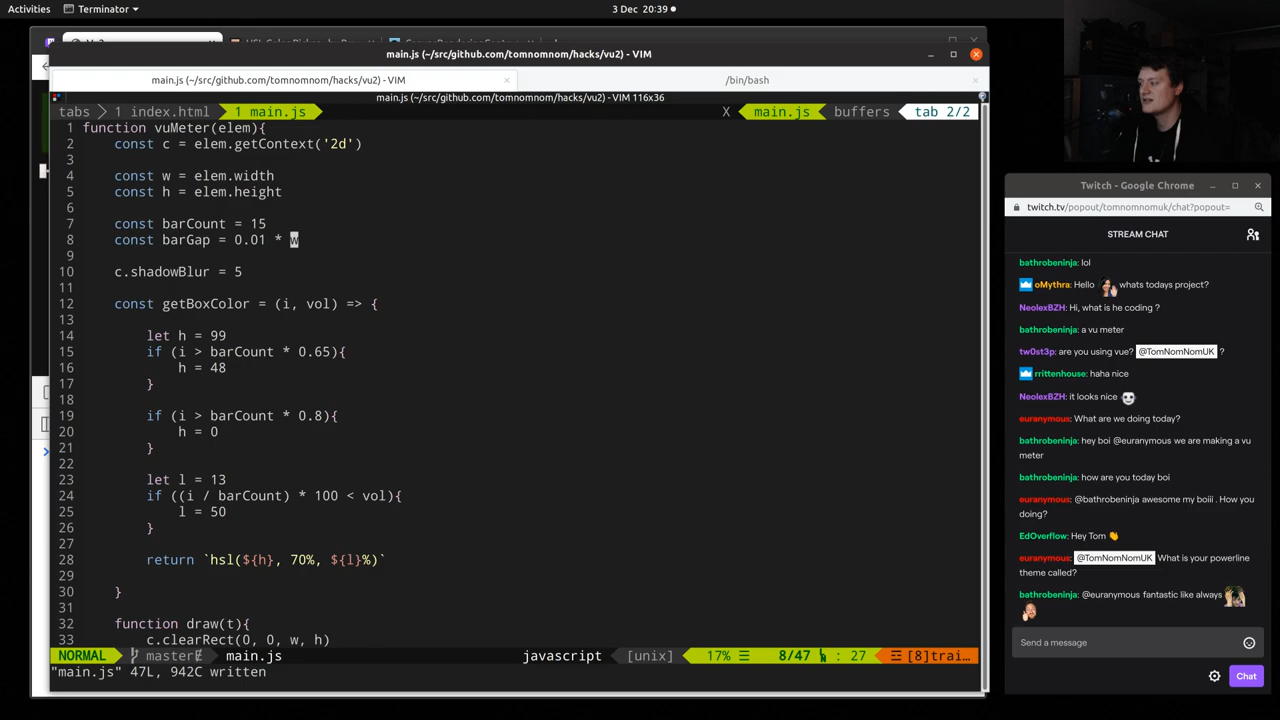 Activities
Terminator
3 Dec 20:39
main.js (~/src/github.com/tomnomnom/hacks/vu2) - VIM
main.js (~/src/github.com/tomnomnom/hacks/vu2) - VIM
/bin/bash
main.js (~/src/github.com/tomnomnom/hacks/vu2) - VIM 116x36
tabs 1 index.html 1 main.js X main.js buffers tab 2/2
1 function vuMeter(elem){
2 const c = elem.getContext('2d')
3
4 const w = elem.width
5 const h = elem.height
6
7 const barCount = 15
8 const barGap = 0.01 * w
9
10 c.shadowBlur = 5
11
12 const getBoxColor = (i, vol) => {
13
14 let h = 99
15 if (i > barCount * 0.65){
16 h = 48
17 }
18
19 if (i > barCount * 0.8){
20 h = 0
21 }
22
23 let l = 13
24 if ((i / barCount) * 100 < vol){
25 l = 50
26 }
27
28 return `hsl(${h}, 70%, ${l}%)`
29
30 }
31
32 function draw(t){
33 c.clearRect(0, 0, w, h)
NORMAL master main.js javascript [unix] 17% 8/47 : 27 [8]trai…
"main.js" 47L, 942C written
Twitch - Google Chrome
twitch.tv/popout/tomnomnomuk/chat?popout=
STREAM CHAT
bathrobeninja: lol
oMythra: Hello whats todays project?
NeolexBZH: Hi, what is he coding ?
bathrobeninja: a vu meter
tw0st3p: are you using vue? @TomNomNomUK ?
rrittenhouse: haha nice
NeolexBZH: it looks nice
euranymous: What are we doing today?
bathrobeninja: hey boi @euranymous we are making a vu
meter
bathrobeninja: how are you today boi
euranymous: @bathrobeninja awesome my boiii . How you
doing?
EdOverflow: Hey Tom 👋
euranymous: @TomNomNomUK What is your powerline
theme called?
bathrobeninja: @euranymous fantastic like always
Send a message
Chat